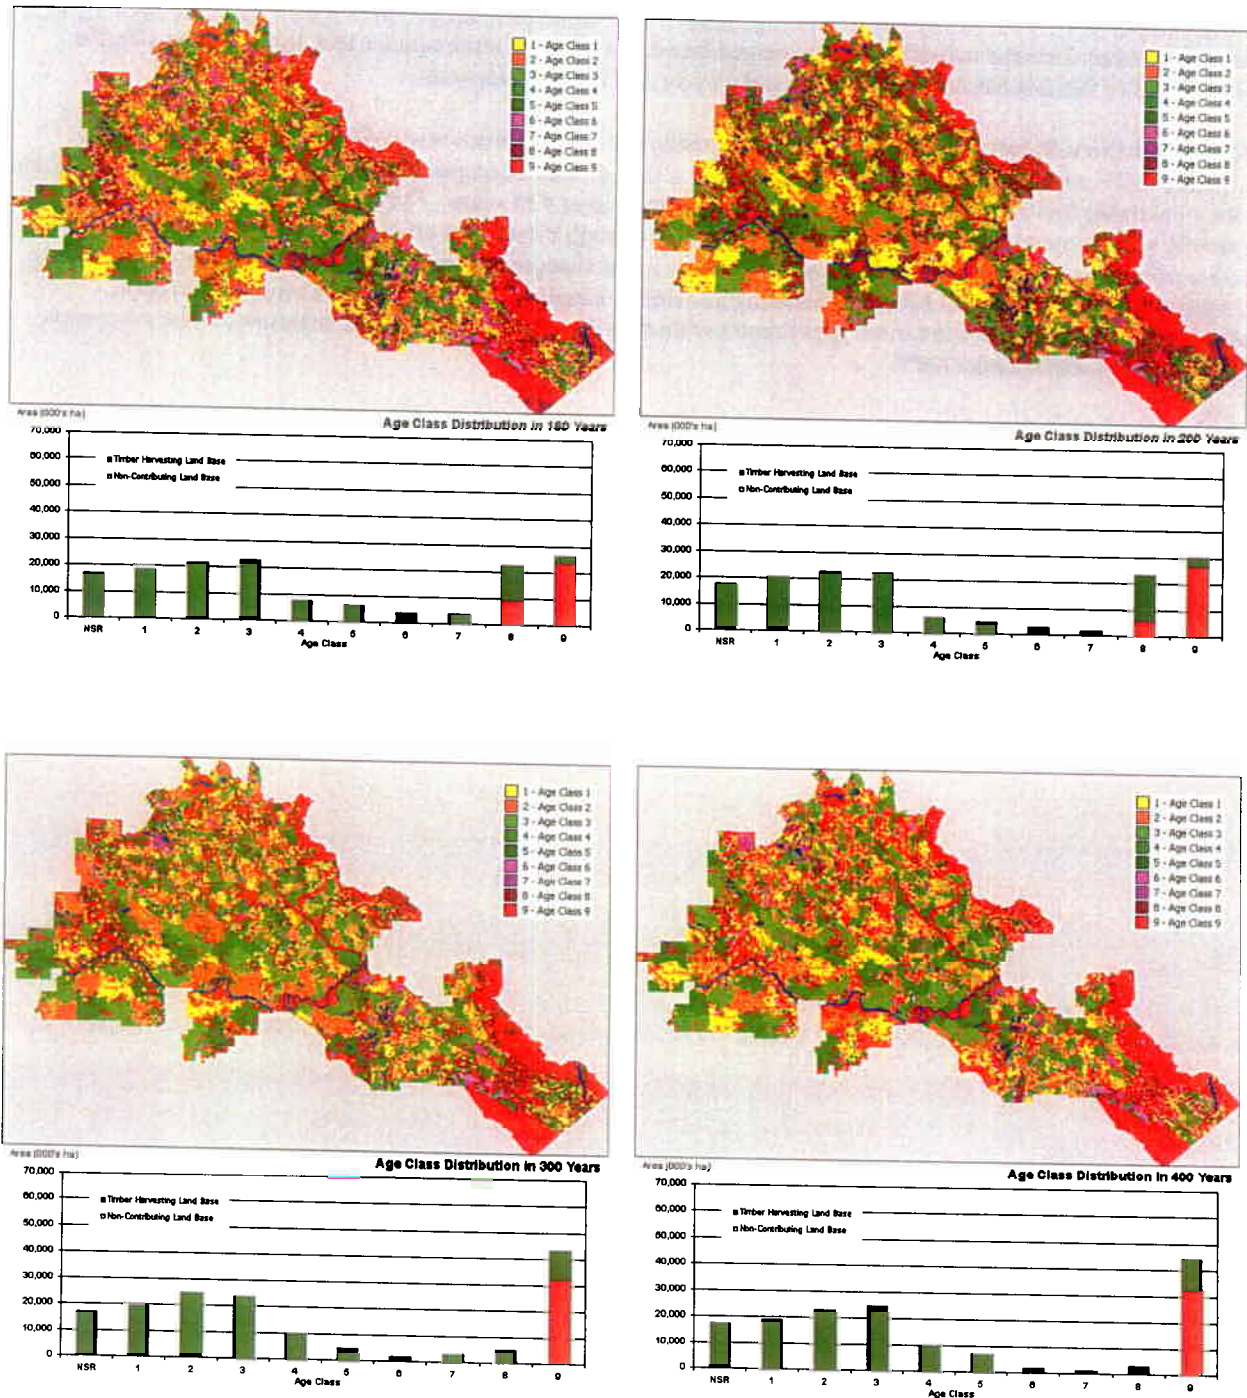 1 - Age Class 1
2 - Age Class 2
3 - Age Class 3
4 - Age Class 4
5 - Age Class 5
6 - Age Class 6
7 - Age Class 7
8 - Age Class 8
9 - Age Class 9
Area (000's ha)
Age Class Distribution in 150 Years
70,000
60,000
50,000
40,000
30,000
20,000
10,000
0
Timber Harvesting Land Base
Non-Contributing Land Base
NSR 1 2 3 4 5 6 7 8 9
Age Class
1 - Age Class 1
2 - Age Class 2
3 - Age Class 3
4 - Age Class 4
5 - Age Class 5
6 - Age Class 6
7 - Age Class 7
8 - Age Class 8
9 - Age Class 9
Area (000's ha)
Age Class Distribution in 200 Years
70,000
60,000
50,000
40,000
30,000
20,000
10,000
0
Timber Harvesting Land Base
Non-Contributing Land Base
NSR 1 2 3 4 5 6 7 8 9
Age Class
1 - Age Class 1
2 - Age Class 2
3 - Age Class 3
4 - Age Class 4
5 - Age Class 5
6 - Age Class 6
7 - Age Class 7
8 - Age Class 8
9 - Age Class 9
Area (000's ha)
Age Class Distribution in 300 Years
70,000
60,000
50,000
40,000
30,000
20,000
10,000
0
Timber Harvesting Land Base
Non-Contributing Land Base
NSR 1 2 3 4 5 6 7 8 9
Age Class
1 - Age Class 1
2 - Age Class 2
3 - Age Class 3
4 - Age Class 4
5 - Age Class 5
6 - Age Class 6
7 - Age Class 7
8 - Age Class 8
9 - Age Class 9
Area (000's ha)
Age Class Distribution in 400 Years
70,000
60,000
50,000
40,000
30,000
20,000
10,000
0
Timber Harvesting Land Base
Non-Contributing Land Base
NSR 1 2 3 4 5 6 7 8 9
Age Class